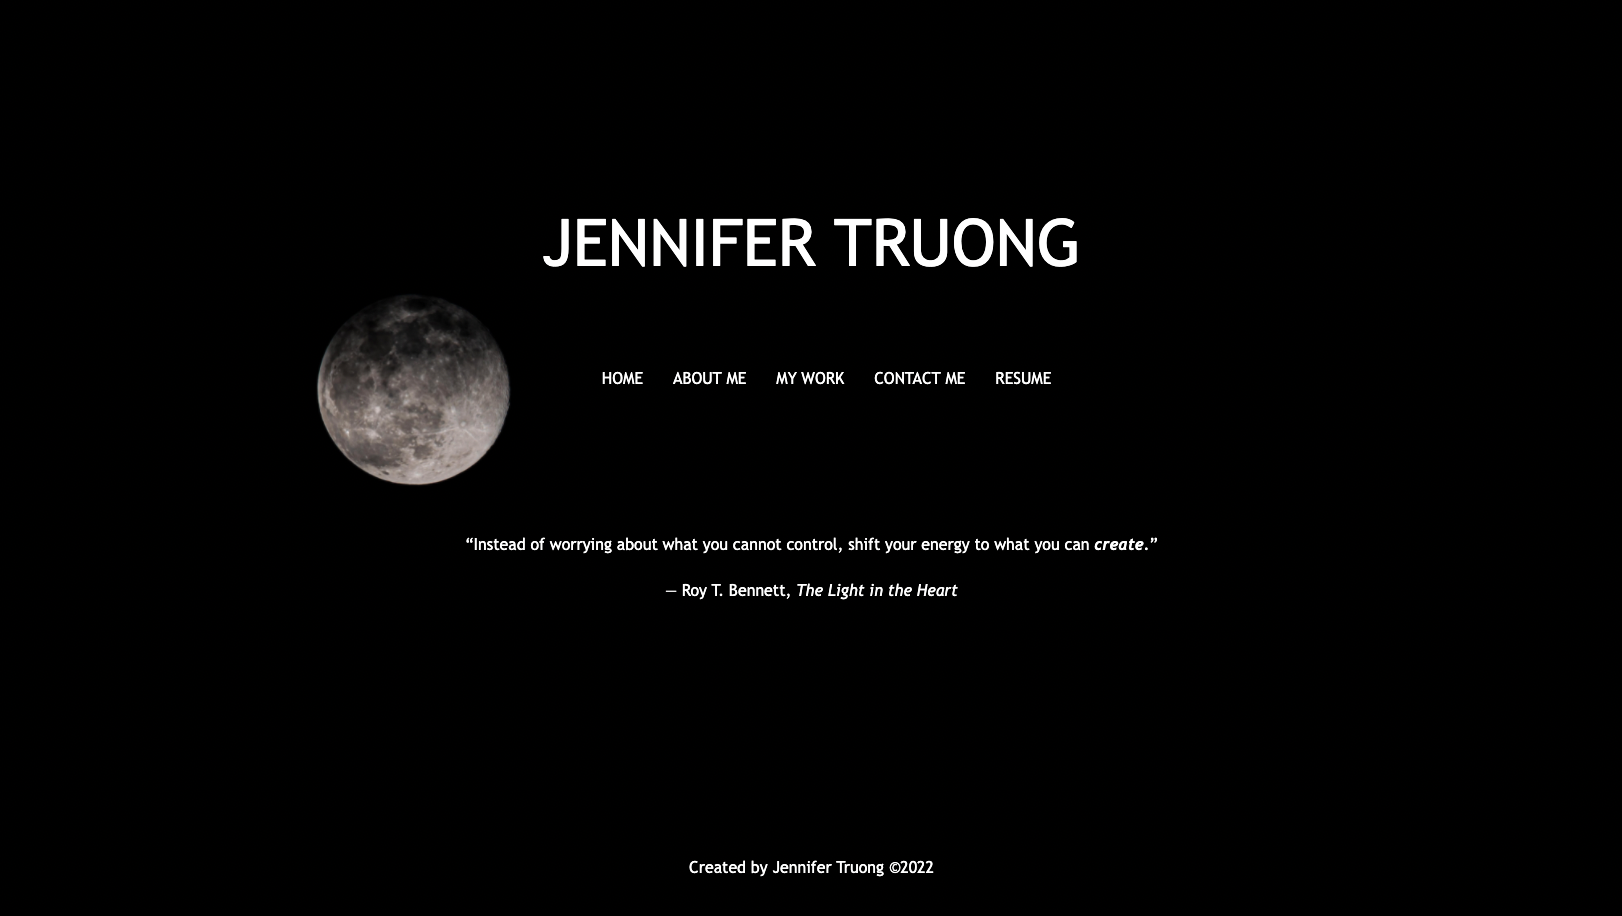 JENNIFER TRUONG
HOME ABOUT ME MY WORK CONTACT ME RESUME
“Instead of worrying about what you cannot control, shift your energy to what you can create.”
— Roy T. Bennett, The Light in the Heart
Created by Jennifer Truong ©2022